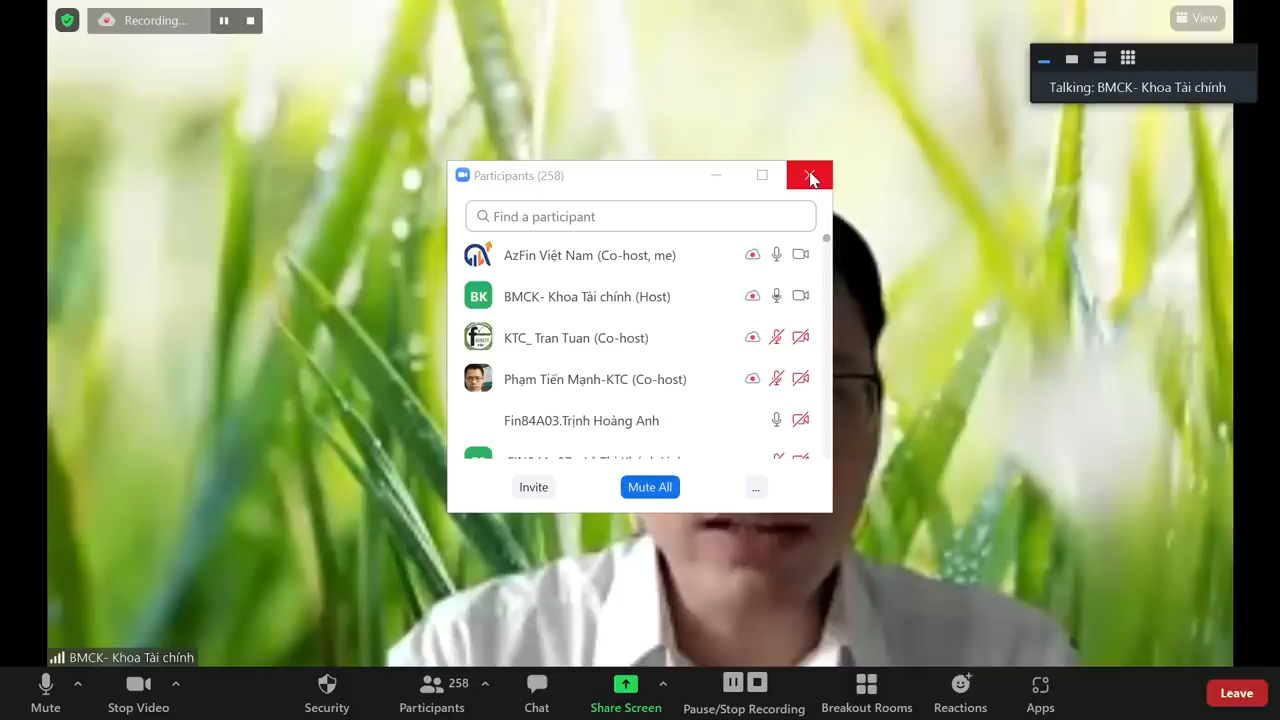 Recording...
View
Talking: BMCK- Khoa Tài chính
Participants (258)
Find a participant
AzFin Việt Nam (Co-host, me)
BK
BMCK- Khoa Tài chính (Host)
KTC_ Tran Tuan (Co-host)
Phạm Tiến Mạnh-KTC (Co-host)
Fin84A03.Trịnh Hoàng Anh
Invite
Mute All
...
BMCK- Khoa Tài chính
258
Mute
Stop Video
Security
Participants
Chat
Share Screen
Pause/Stop Recording
Breakout Rooms
Reactions
Apps
Leave